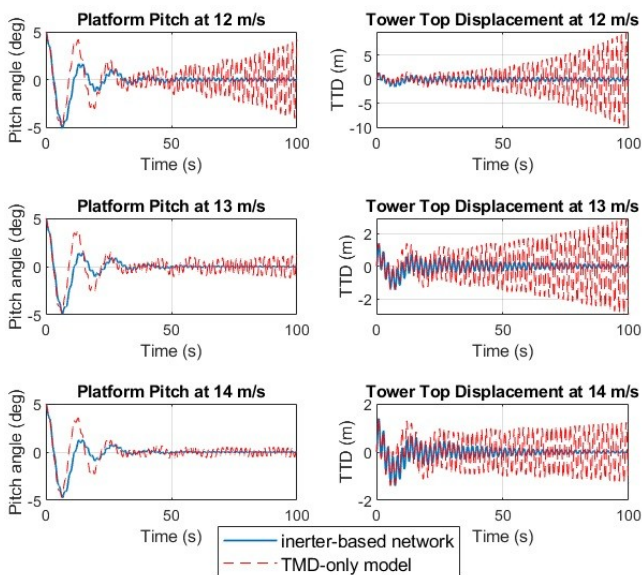 Platform Pitch at 12 m/s
Pitch angle (deg)
5
0
-5
0
50
100
Time (s)
Tower Top Displacement at 12 m/s
TTD (m)
5
0
-5
-10
0
50
100
Time (s)
Platform Pitch at 13 m/s
Pitch angle (deg)
5
0
-5
0
50
100
Time (s)
Tower Top Displacement at 13 m/s
TTD (m)
2
0
-2
0
50
100
Time (s)
Platform Pitch at 14 m/s
Pitch angle (deg)
5
0
-5
0
50
100
Time (s)
Tower Top Displacement at 14 m/s
TTD (m)
2
0
-2
0
50
100
Time (s)
inerter-based network
TMD-only model